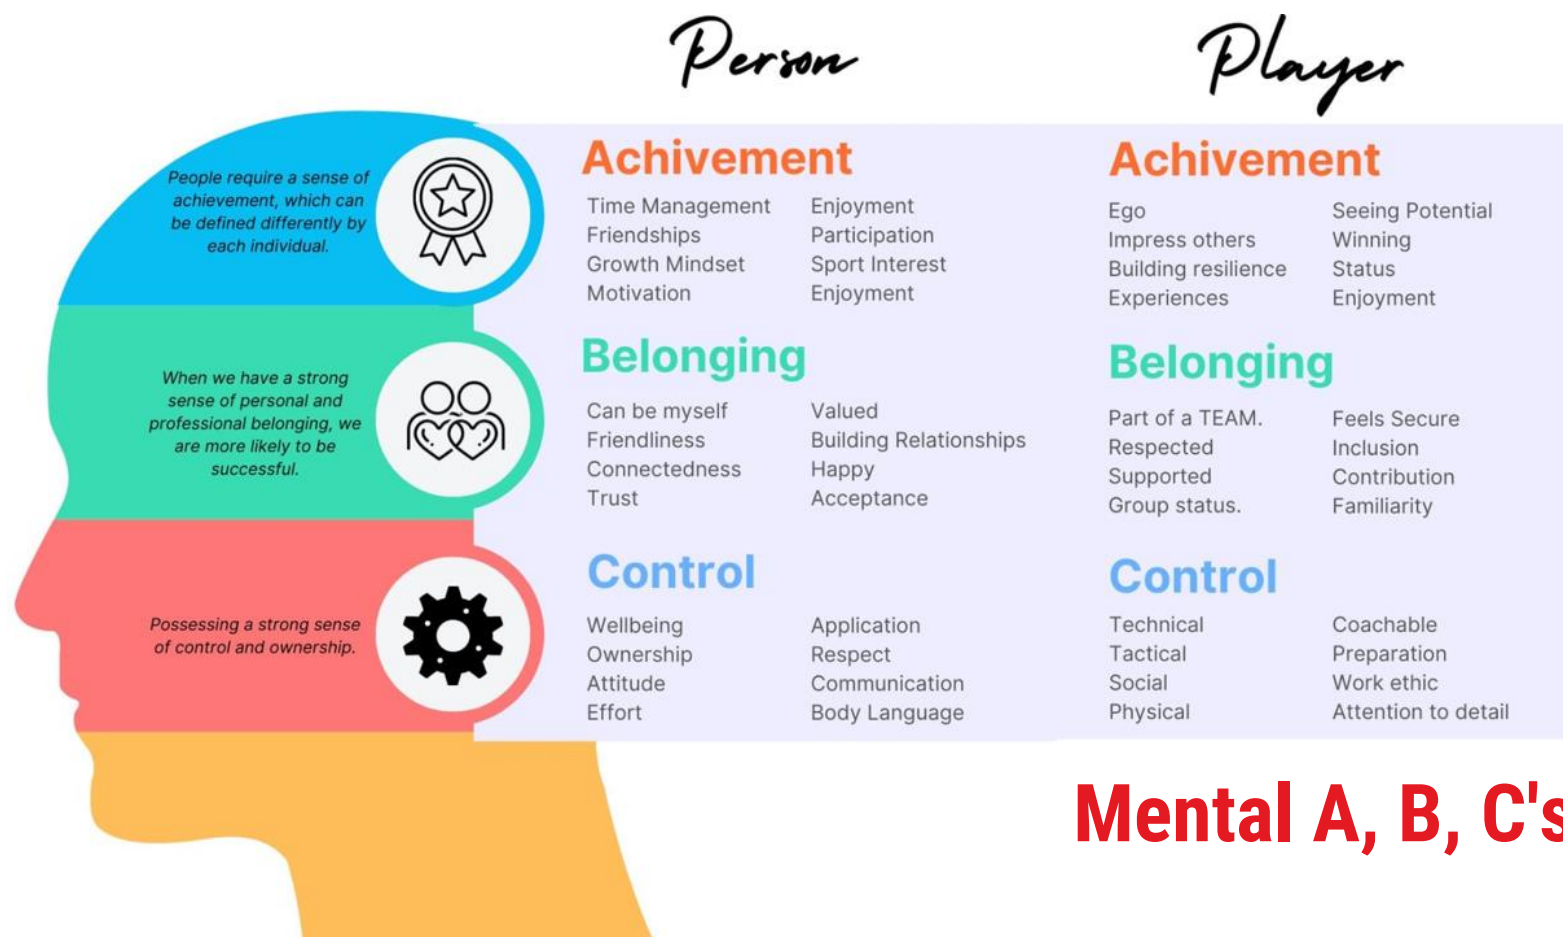 Person
Player
People require a sense of
achievement, which can
be defined differently by
each individual.
Achivement
Time Management
Friendships
Growth Mindset
Motivation
Enjoyment
Participation
Sport Interest
Enjoyment
Achivement
Ego
Impress others
Building resilience
Experiences
Seeing Potential
Winning
Status
Enjoyment
When we have a strong
sense of personal and
professional belonging, we
are more likely to be
successful.
Belonging
Can be myself
Friendliness
Connectedness
Trust
Valued
Building Relationships
Happy
Acceptance
Belonging
Part of a TEAM.
Respected
Supported
Group status.
Feels Secure
Inclusion
Contribution
Familiarity
Possessing a strong sense
of control and ownership.
Control
Wellbeing
Ownership
Attitude
Effort
Application
Respect
Communication
Body Language
Control
Technical
Tactical
Social
Physical
Coachable
Preparation
Work ethic
Attention to detail
Mental A, B, C's